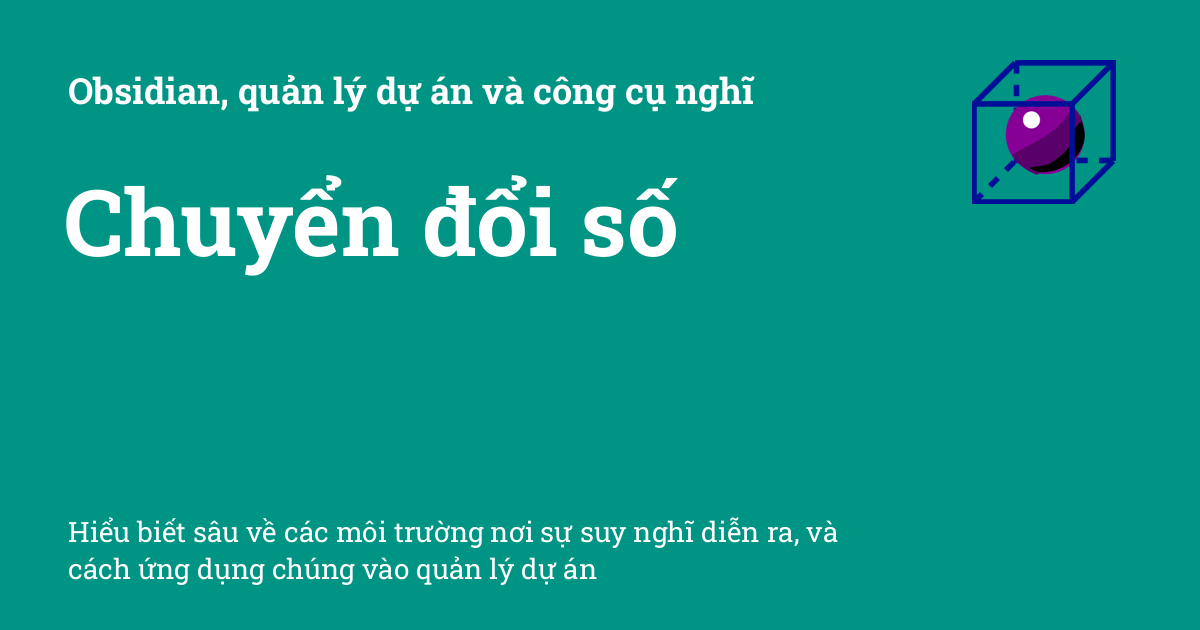 Obsidian, quản lý dự án và công cụ nghĩ
Chuyển đổi số
Hiểu biết sâu về các môi trường nơi sự suy nghĩ diễn ra, và
cách ứng dụng chúng vào quản lý dự án